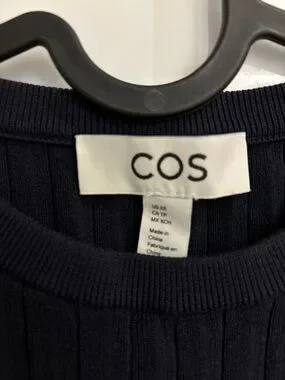 COS
US XS
CA TP
MX XCH
Made in
China
Fabriqué en
Chine